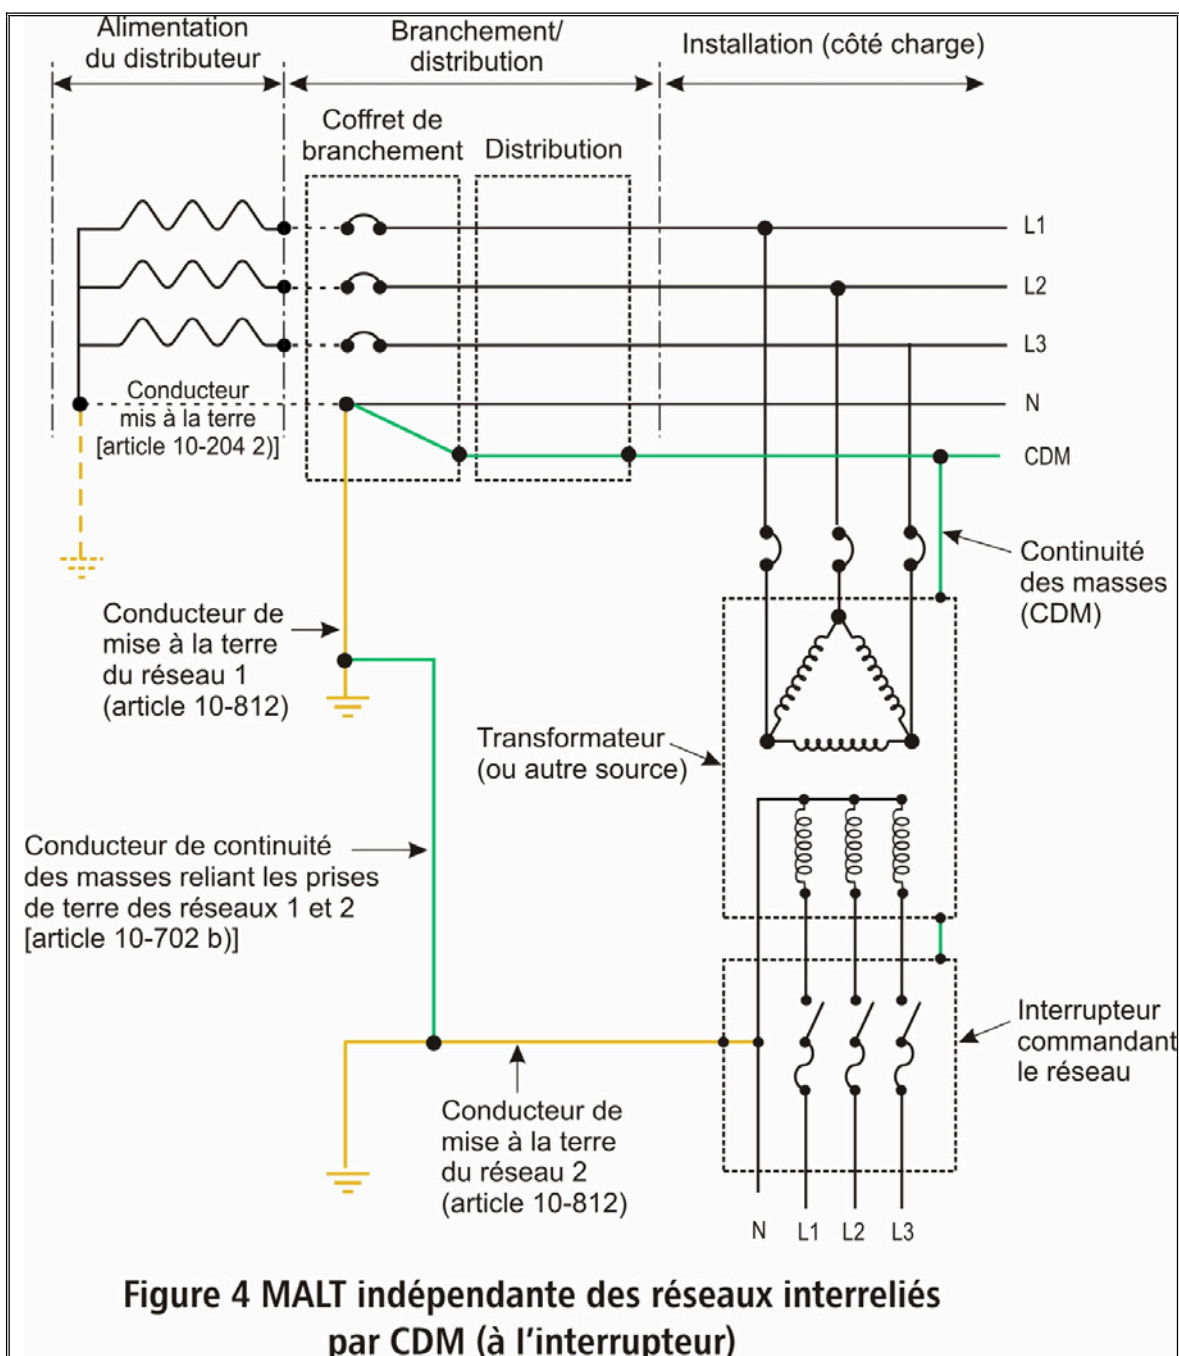 Alimentation
du distributeur
Branchement/
distribution
Installation (côté charge)
Coffret de
branchement
Distribution
L1
L2
L3
Conducteur
mis à la terre
[article 10-204 2)]
N
CDM
Continuité
des masses
(CDM)
Conducteur de
mise à la terre
du réseau 1
(article 10-812)
Transformateur
(ou autre source)
Conducteur de continuité
des masses reliant les prises
de terre des réseaux 1 et 2
[article 10-702 b)]
Interrupteur
commandant
le réseau
Conducteur de
mise à la terre
du réseau 2
(article 10-812)
N L1 L2 L3
Figure 4 MALT indépendante des réseaux interreliés
par CDM (à l'interrupteur)